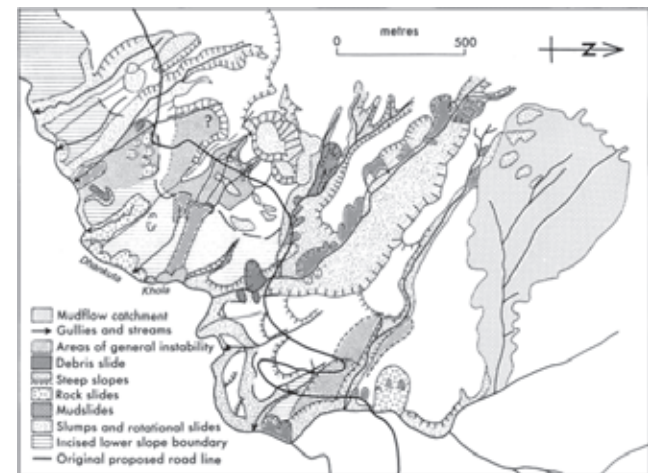 metres
0 500
Z
?
Dhankuta
Khola
Mudflow catchment
Gullies and streams
Areas of general instability
Debris slide
Steep slopes
Rock slides
Mudslides
Slumps and rotational slides
Incised lower slope boundary
Original proposed road line